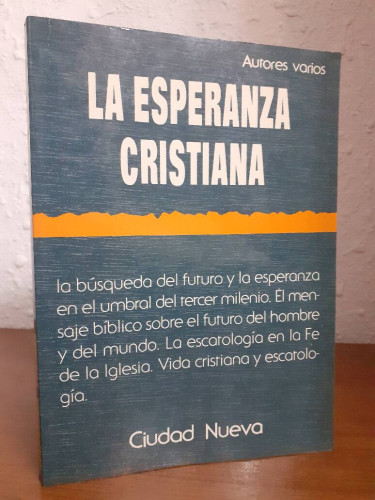 Autores varios
LA ESPERANZA
CRISTIANA
la búsqueda del futuro y la esperanza
en el umbral del tercer milenio. El men-
saje bíblico sobre el futuro del hombre
y del mundo. La escatología en la Fe
de la Iglesia. Vida cristiana y escatolo-
gía.
Ciudad Nueva